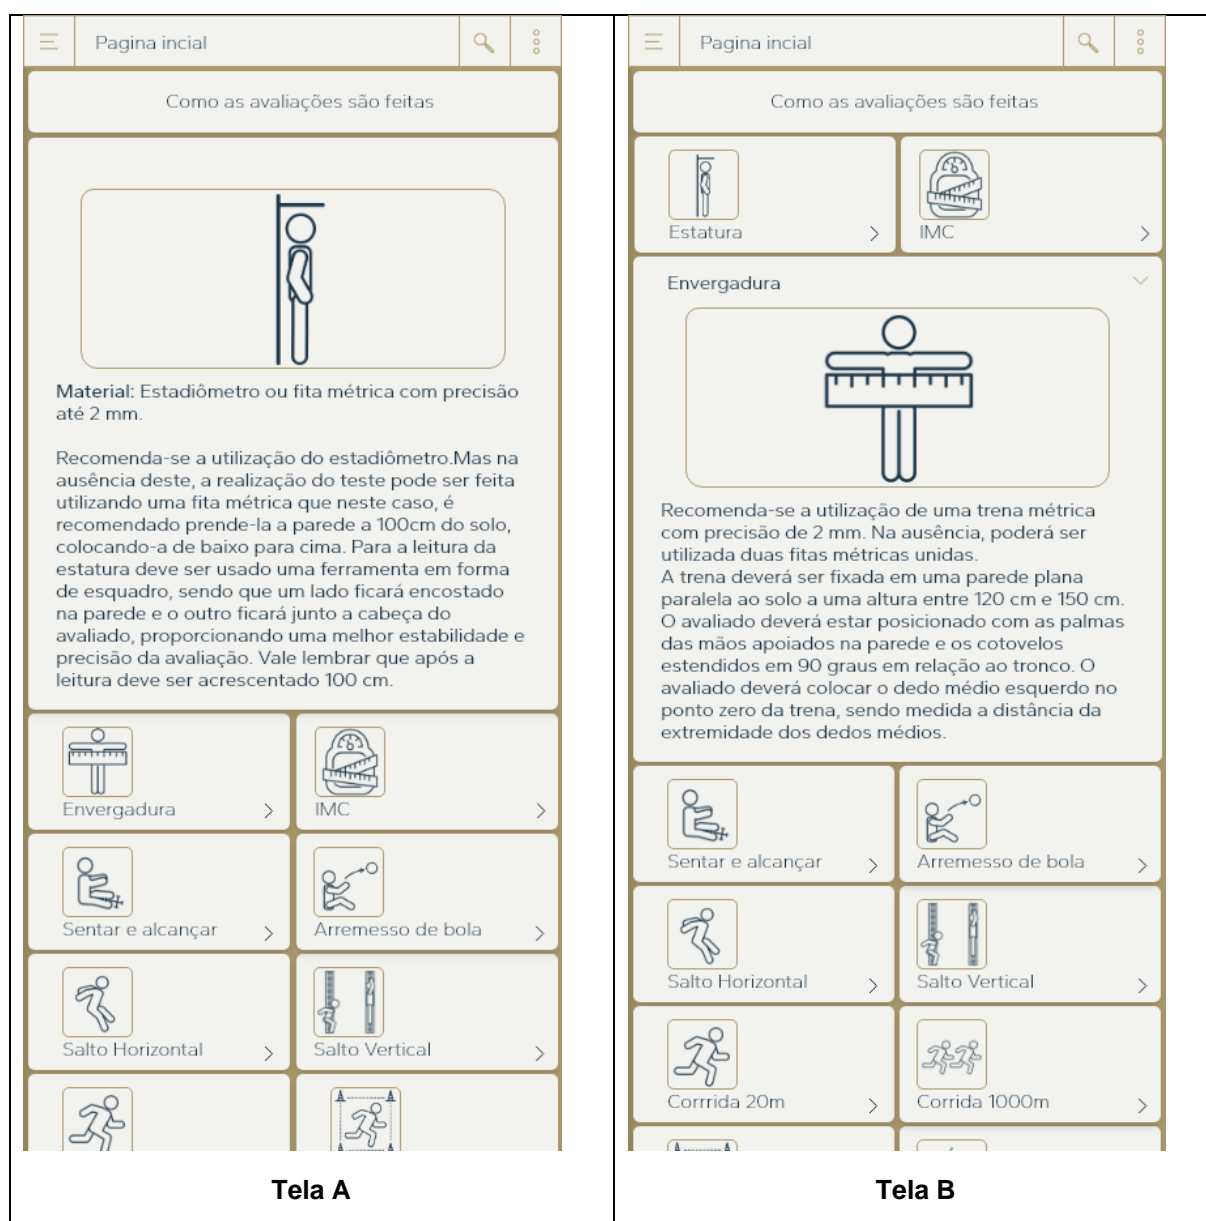 Pagina incial
Como as avaliações são feitas
Material: Estadiômetro ou fita métrica com precisão
até 2 mm.
Recomenda-se a utilização do estadiômetro.Mas na
ausência deste, a realização do teste pode ser feita
utilizando uma fita métrica que neste caso, é
recomendado prende-la a parede a 100cm do solo,
colocando-a de baixo para cima. Para a leitura da
estatura deve ser usado uma ferramenta em forma
de esquadro, sendo que um lado ficará encostado
na parede e o outro ficará junto a cabeça do
avaliado, proporcionando uma melhor estabilidade e
precisão da avaliação. Vale lembrar que após a
leitura deve ser acrescentado 100 cm.
Envergadura
IMC
Sentar e alcançar
Arremesso de bola
Salto Horizontal
Salto Vertical
Tela A
Pagina incial
Como as avaliações são feitas
Estatura
IMC
Envergadura
Recomenda-se a utilização de uma trena métrica
com precisão de 2 mm. Na ausência, poderá ser
utilizada duas fitas métricas unidas.
A trena deverá ser fixada em uma parede plana
paralela ao solo a uma altura entre 120 cm e 150 cm.
O avaliado deverá estar posicionado com as palmas
das mãos apoiados na parede e os cotovelos
estendidos em 90 graus em relação ao tronco. O
avaliado deverá colocar o dedo médio esquerdo no
ponto zero da trena, sendo medida a distância da
extremidade dos dedos médios.
Sentar e alcançar
Arremesso de bola
Salto Horizontal
Salto Vertical
Corrrida 20m
Corrida 1000m
Tela B